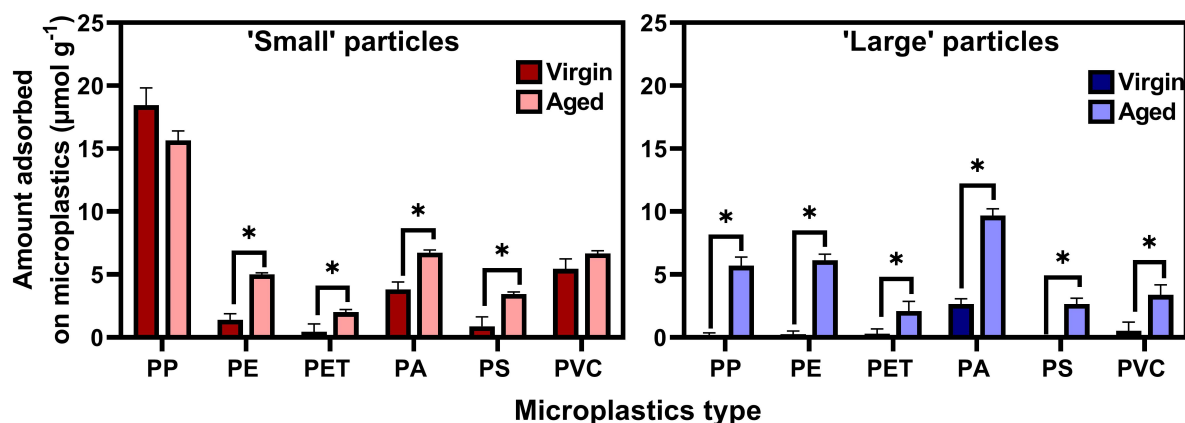 Amount adsorbed
on microplastics (µmol g⁻¹)
25
20
15
10
5
0
'Small' particles
Virgin
Aged
*
*
*
*
PP
PE
PET
PA
PS
PVC
25
20
15
10
5
0
'Large' particles
Virgin
Aged
*
*
*
*
*
*
PP
PE
PET
PA
PS
PVC
Microplastics type